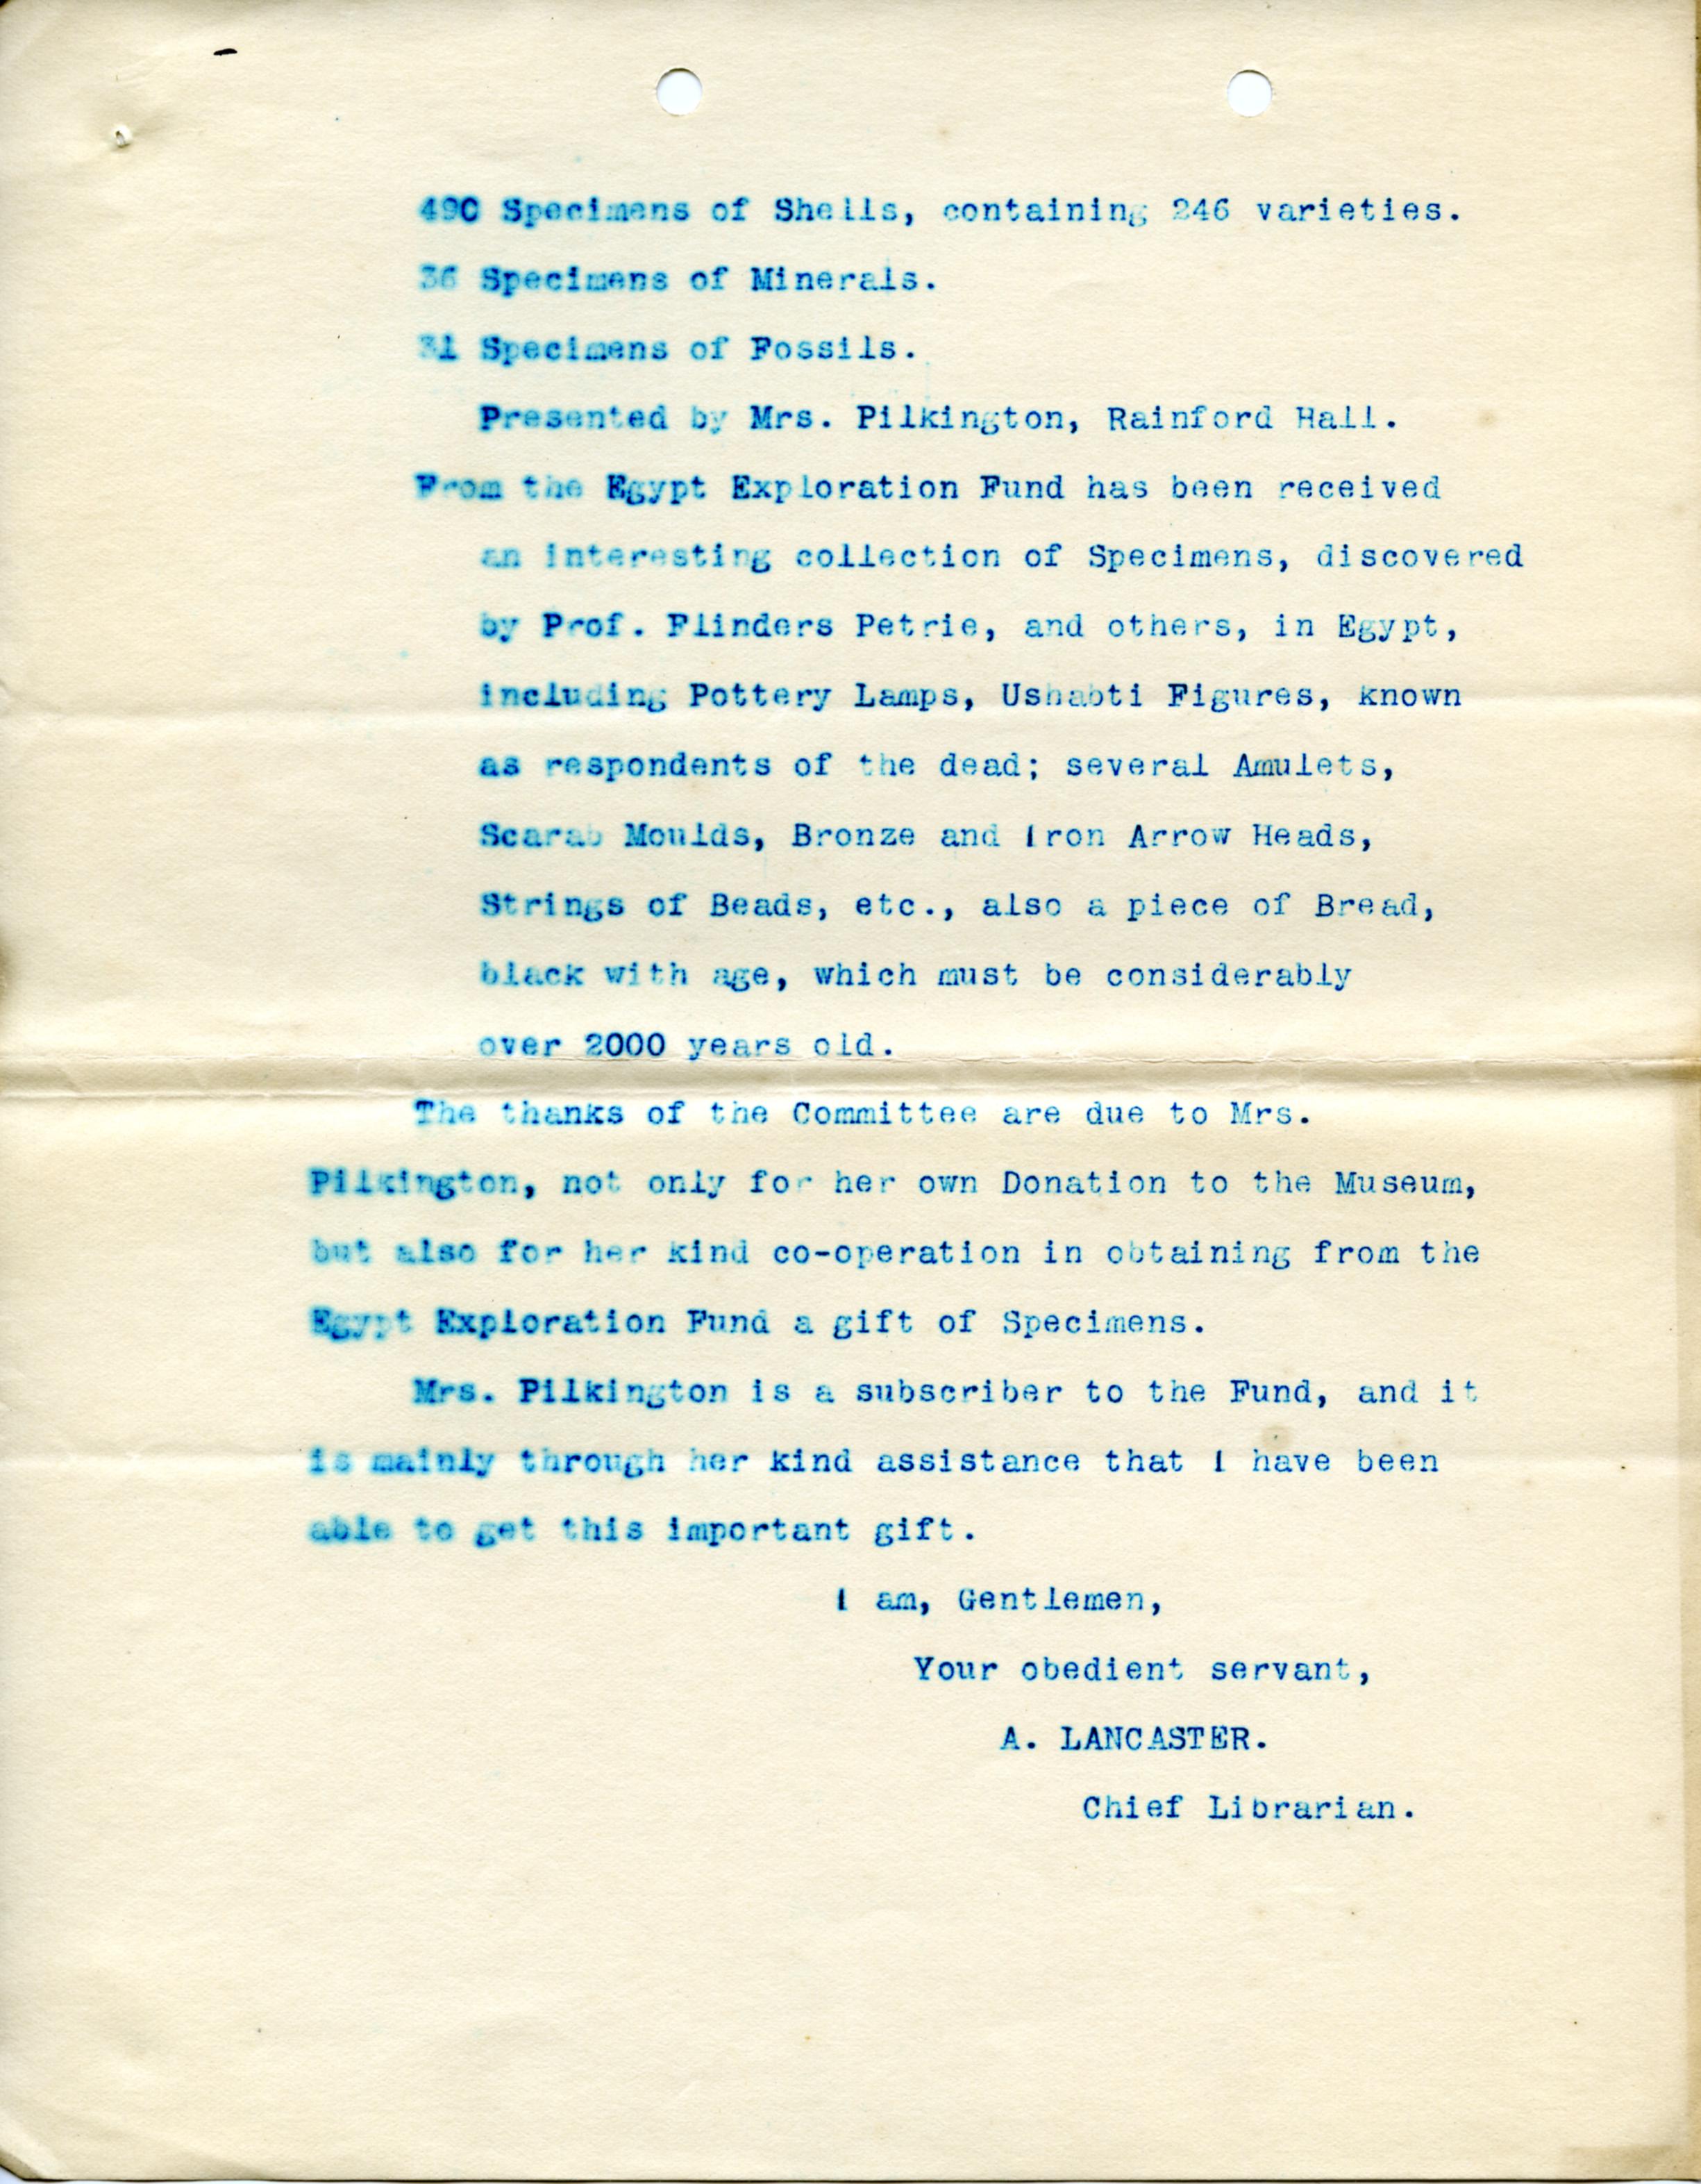 490 Specimens of Shells, containing 246 varieties.
36 Specimens of Minerals.
31 Specimens of Fossils.
Presented by Mrs. Pilkington, Rainford Hall.
From the Egypt Exploration Fund has been received
an interesting collection of Specimens, discovered
by Prof. Flinders Petrie, and others, in Egypt,
including Pottery Lamps, Ushabti Figures, known
as respondents of the dead; several Amulets,
Scarab Moulds, Bronze and Iron Arrow Heads,
Strings of Beads, etc., also a piece of Bread,
black with age, which must be considerably
over 2000 years old.
The thanks of the Committee are due to Mrs.
Pilkington, not only for her own Donation to the Museum,
but also for her kind co-operation in obtaining from the
Egypt Exploration Fund a gift of Specimens.
Mrs. Pilkington is a subscriber to the Fund, and it
is mainly through her kind assistance that I have been
able to get this important gift.
I am, Gentlemen,
Your obedient servant,
A. LANCASTER.
Chief Librarian.